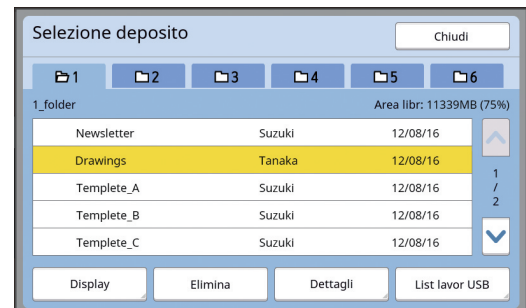 Selezione deposito Chiudi
1 2 3 4 5 6
1_folder Area libr: 11339MB (75%)
Newsletter Suzuki 12/08/16
Drawings Tanaka 12/08/16
Templete_A Suzuki 12/08/16
Templete_B Suzuki 12/08/16
Templete_C Suzuki 12/08/16
1
/
2
Display Elimina Dettagli List lavor USB